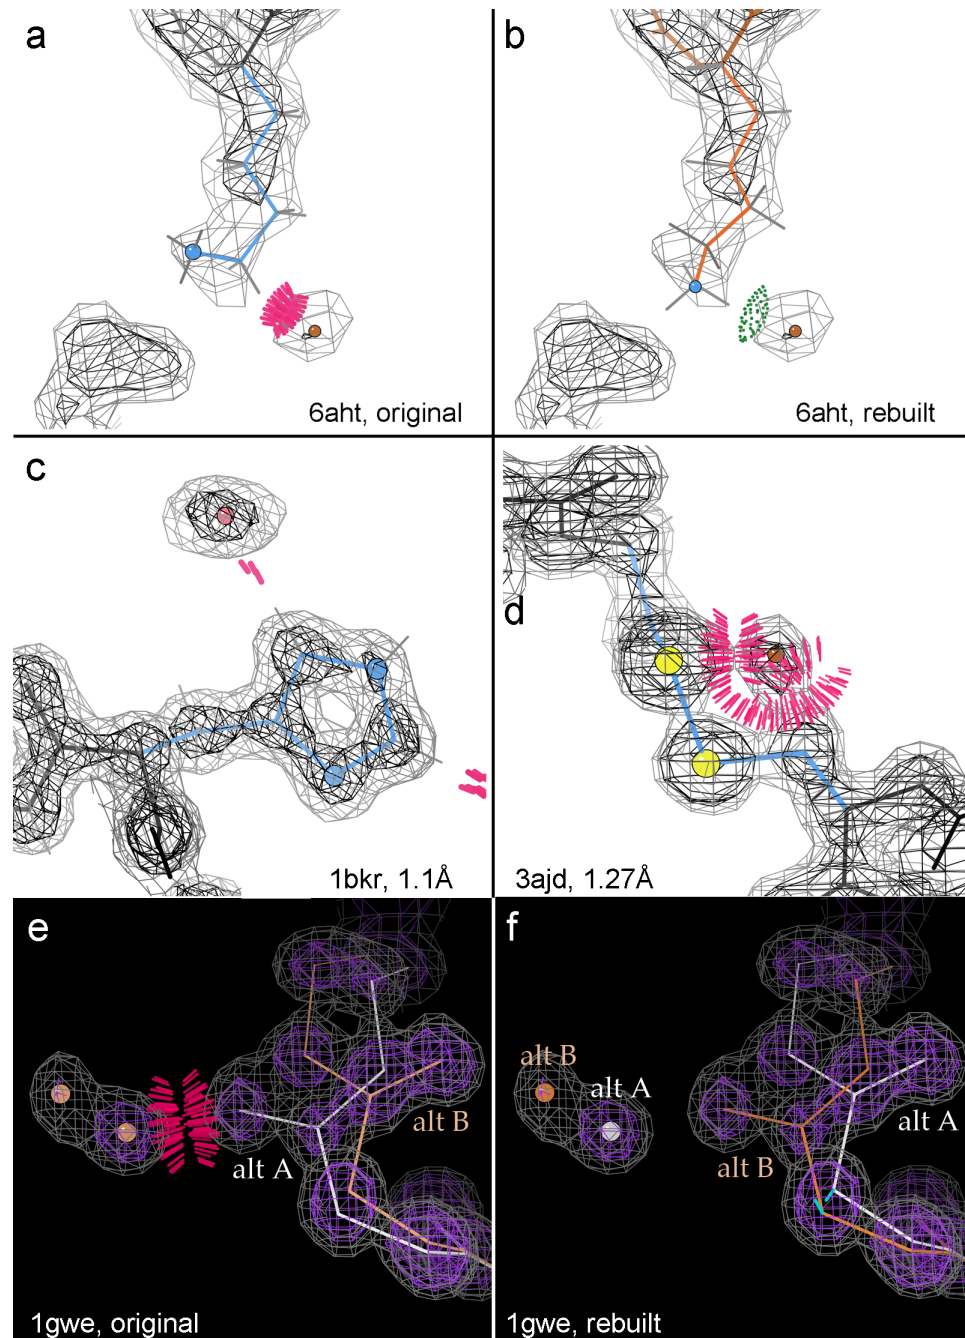 a
b
6aht, original
6aht, rebuilt
c
d
1bkr, 1.1Å
3ajd, 1.27Å
e
alt B
alt A
1gwe, original
f
alt B
alt A
alt A
alt B
1gwe, rebuilt